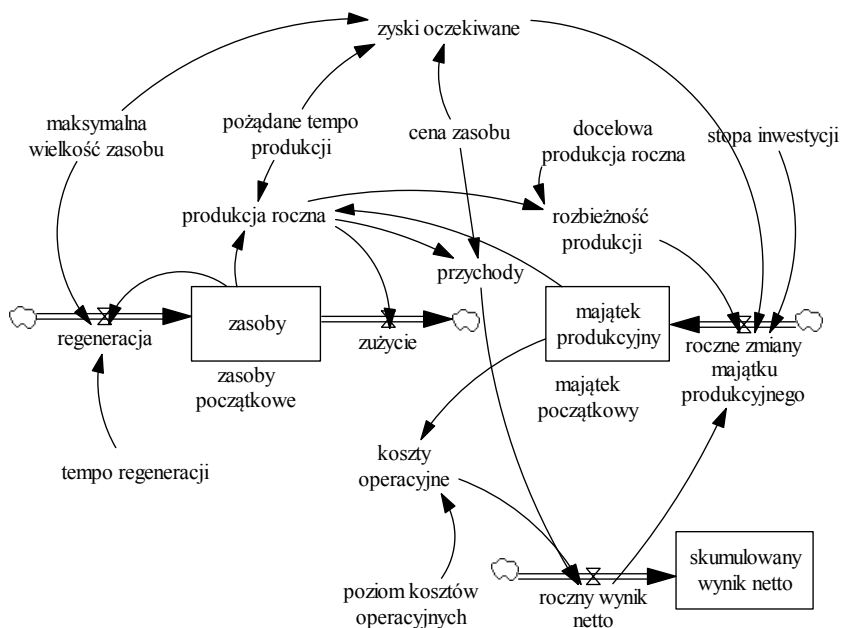 zyski oczekiwane
maksymalna
wielkość zasobu
pożądane tempo
produkcji
cena zasobu
docelowa
produkcja roczna
stopa inwestycji
produkcja roczna
rozbieżność
produkcji
przychody
regeneracja
zasoby
zużycie
majątek
produkcyjny
roczne zmiany
majątku
produkcyjnego
zasoby
początkowe
majątek
początkowy
koszty
operacyjne
tempo regeneracji
poziom kosztów
operacyjnych
roczny wynik
netto
skumulowany
wynik netto